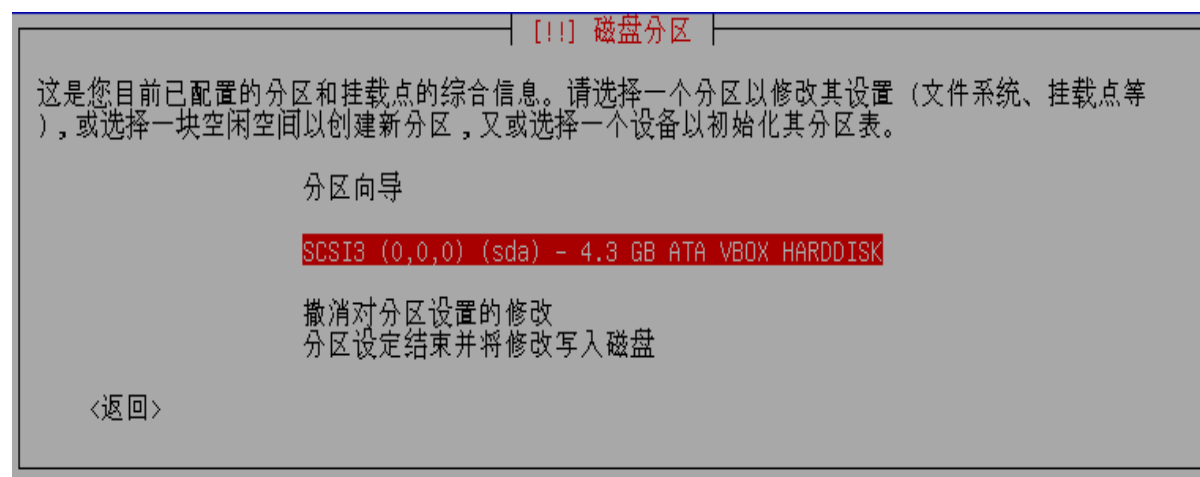 [!!] 磁盘分区
这是您目前已配置的分区和挂载点的综合信息。请选择一个分区以修改其设置 (文件系统、挂载点等
),或选择一块空闲空间以创建新分区,又或选择一个设备以初始化其分区表。
分区向导
SCSI3 (0,0,0) (sda) - 4.3 GB ATA VBOX HARDDISK
撤消对分区设置的修改
分区设定结束并将修改写入磁盘
<返回>